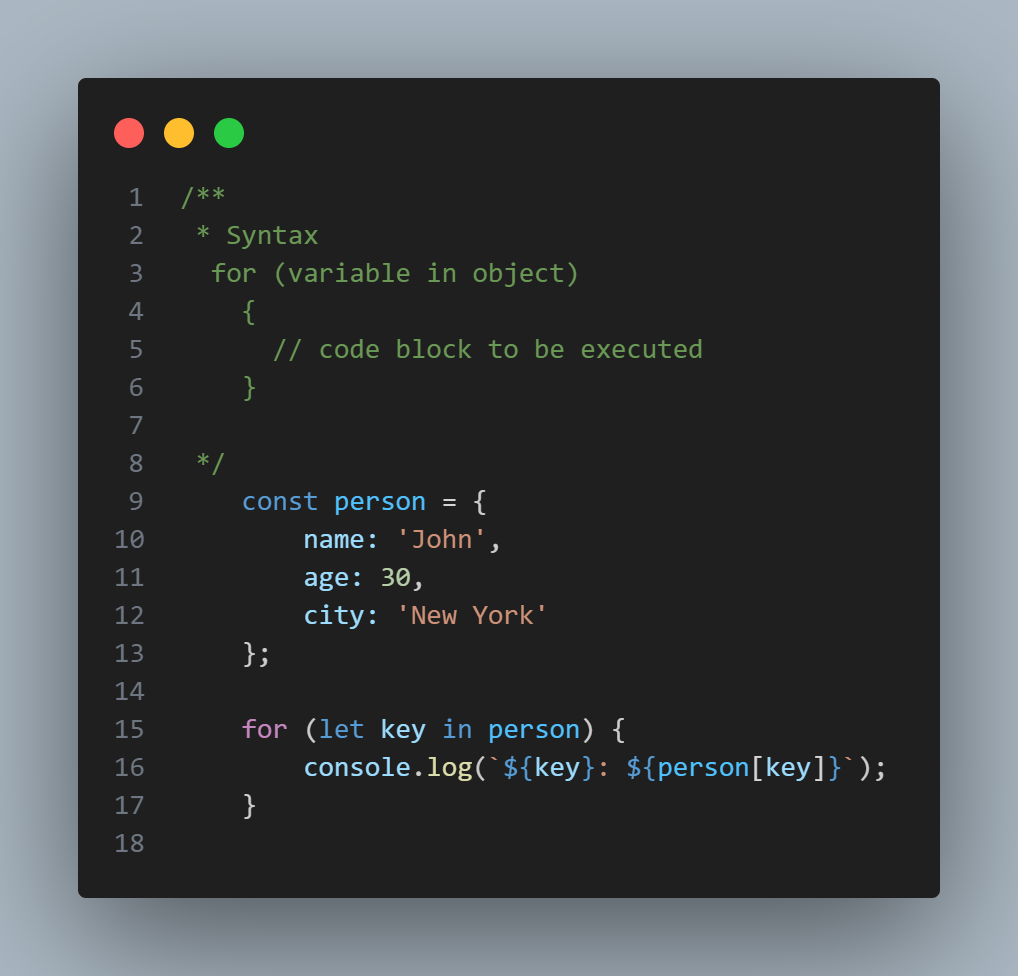 1 /**
2  * Syntax
3   for (variable in object)
4     {
5       // code block to be executed
6     }
7
8  */
9     const person = {
10         name: 'John',
11         age: 30,
12         city: 'New York'
13     };
14
15     for (let key in person) {
16         console.log(`${key}: ${person[key]}`);
17     }
18